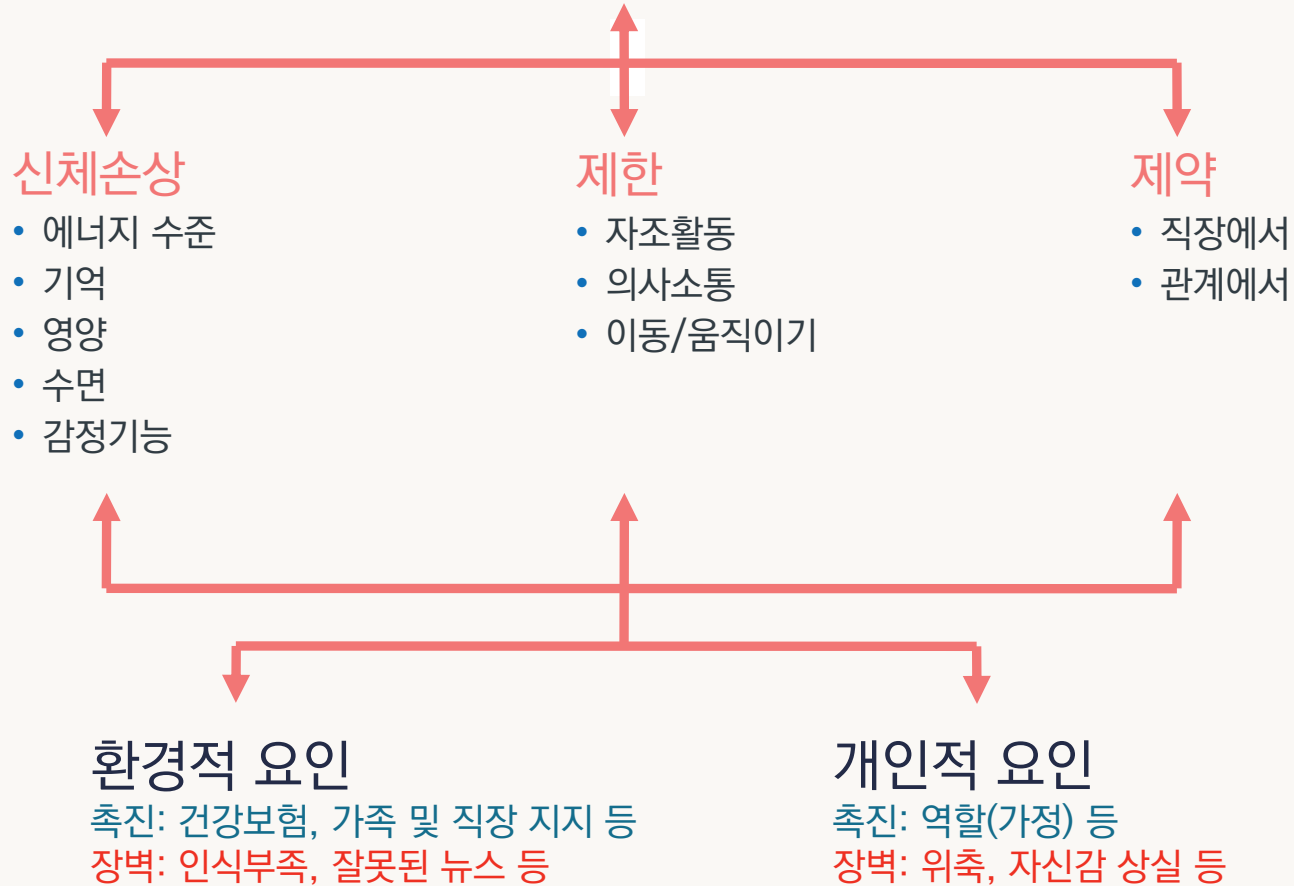 신체손상
• 에너지 수준
• 기억
• 영양
• 수면
• 감정기능
제한
• 자조활동
• 의사소통
• 이동/움직이기
제약
• 직장에서
• 관계에서
환경적 요인
촉진: 건강보험, 가족 및 직장 지지 등
장벽: 인식부족, 잘못된 뉴스 등
개인적 요인
촉진: 역할(가정) 등
장벽: 위축, 자신감 상실 등